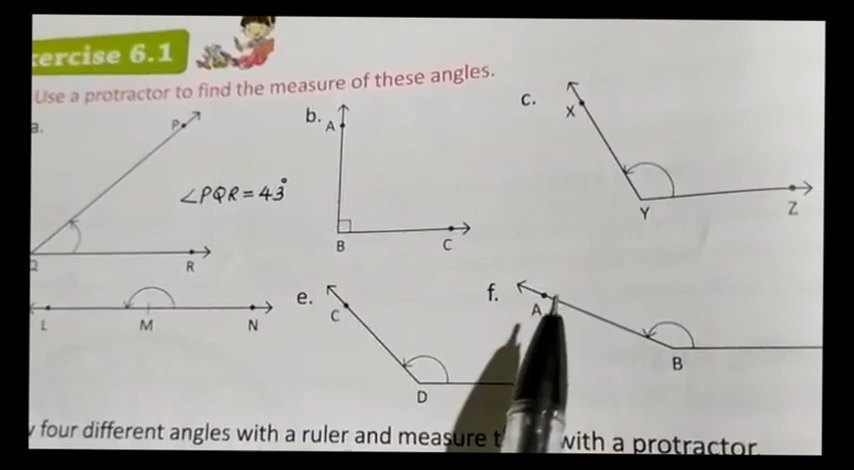 ercise 6.1
Use a protractor to find the measure of these angles.
a.
P
∠PQR = 43°
Q
R
b.
A
B
C
c.
X
Y
Z
L
M
N
e.
C
D
f.
A
B
four different angles with a ruler and measure t with a protractor